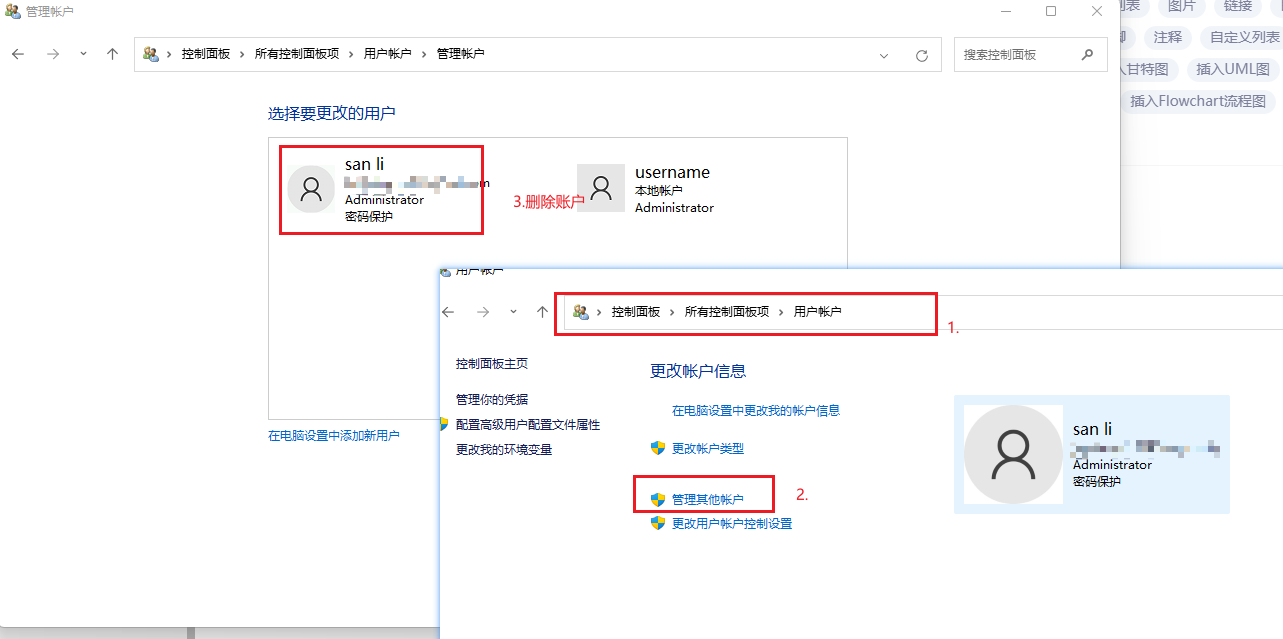 管理帐户
控制面板 › 所有控制面板项 › 用户帐户 › 管理帐户
搜索控制面板
选择要更改的用户
san li
Administrator
密码保护
3.删除账户
username
本地帐户
Administrator
在电脑设置中添加新用户
列表
图片
链接
注释
自定义列表
甘特图
插入UML图
插入Flowchart流程图
用户帐户
控制面板 › 所有控制面板项 › 用户帐户
1.
控制面板主页
管理你的凭据
配置高级用户配置文件属性
更改我的环境变量
更改帐户信息
在电脑设置中更改我的帐户信息
更改帐户类型
管理其他帐户
2.
更改用户帐户控制设置
san li
Administrator
密码保护